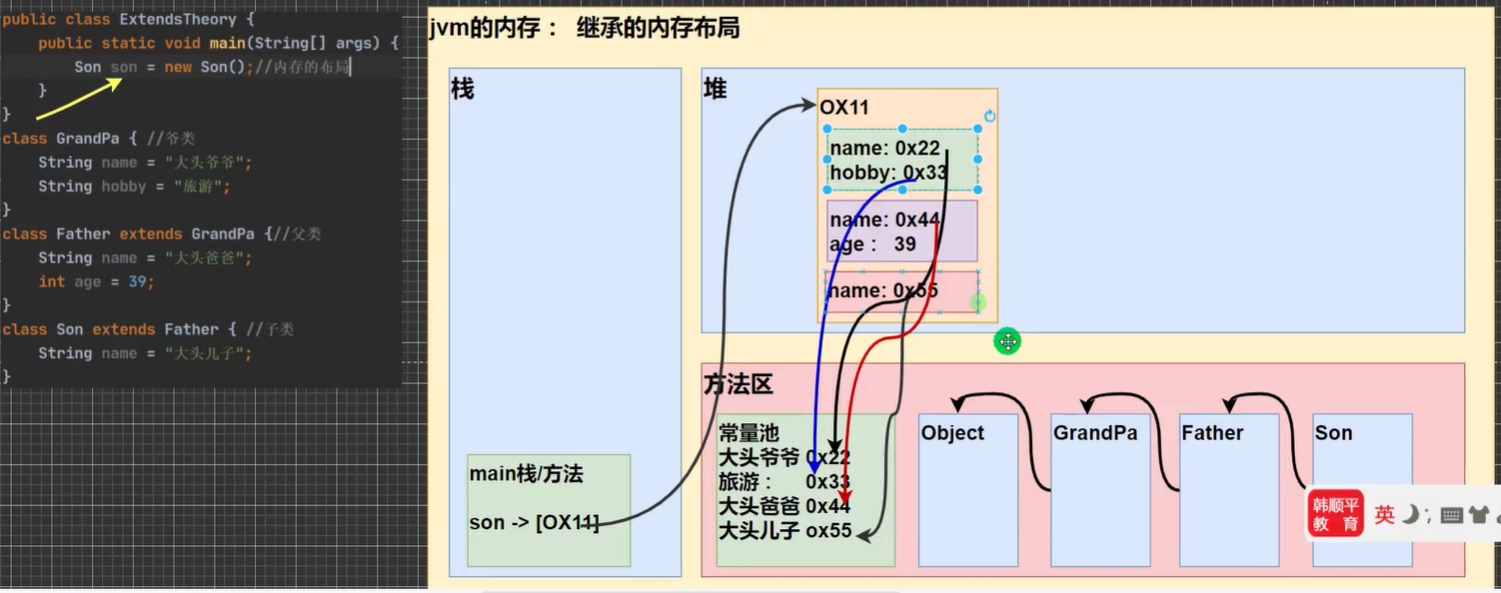 public class ExtendsTheory {
public static void main(String[] args) {
Son son = new Son();//内存的布局
}
}
class GrandPa { //爷类
String name = "大头爷爷";
String hobby = "旅游";
}
class Father extends GrandPa {//父类
String name = "大头爸爸";
int age = 39;
}
class Son extends Father { //子类
String name = "大头儿子";
}
jvm的内存： 继承的内存布局
栈
main栈/方法
son -> [OX11]
堆
OX11
name: 0x22
hobby: 0x33
name: 0x44
age： 39
name: 0x55
方法区
常量池
大头爷爷 0x22
旅游： 0x33
大头爸爸 0x44
大头儿子 ox55
Object
GrandPa
Father
Son
韩顺平
教 育
英